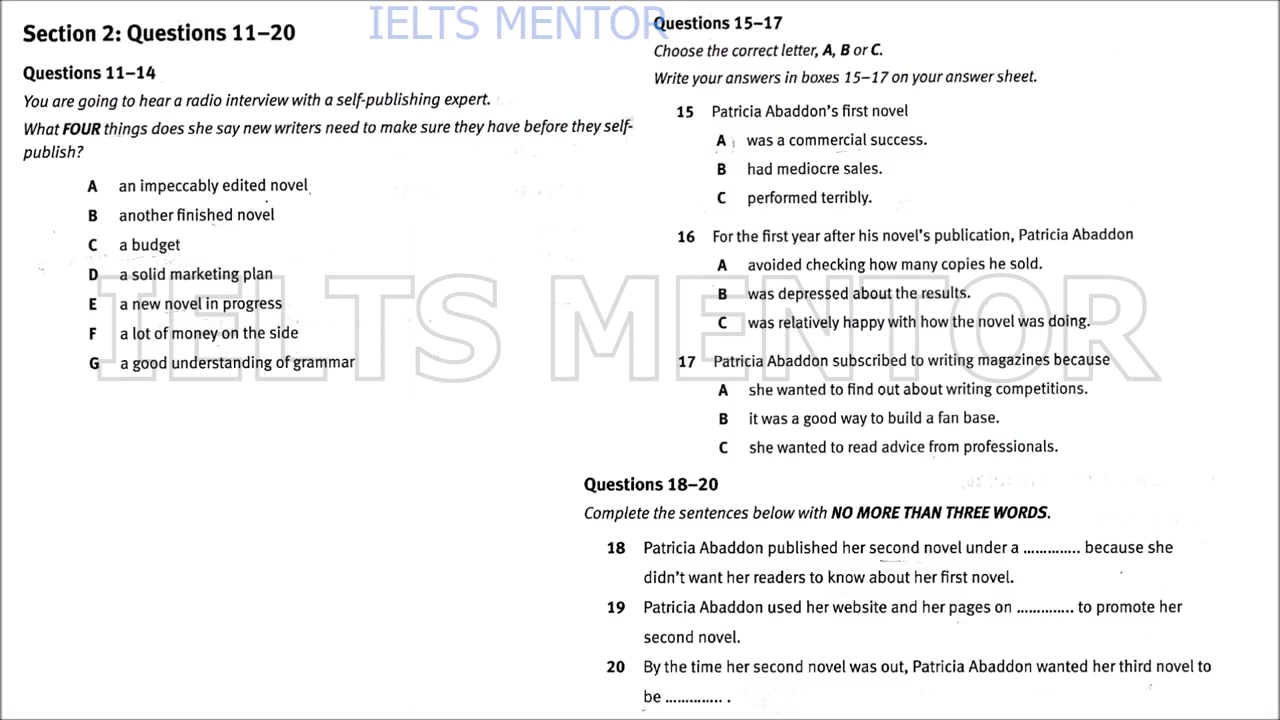 IELTS MENTOR
Section 2: Questions 11–20
Questions 11–14
You are going to hear a radio interview with a self-publishing expert.
What FOUR things does she say new writers need to make sure they have before they self-
publish?
A an impeccably edited novel
B another finished novel
C a budget
D a solid marketing plan
E a new novel in progress
F a lot of money on the side
G a good understanding of grammar
Questions 15–17
Choose the correct letter, A, B or C.
Write your answers in boxes 15–17 on your answer sheet.
15 Patricia Abaddon's first novel
A was a commercial success.
B had mediocre sales.
C performed terribly.
16 For the first year after his novel's publication, Patricia Abaddon
A avoided checking how many copies he sold.
B was depressed about the results.
C was relatively happy with how the novel was doing.
17 Patricia Abaddon subscribed to writing magazines because
A she wanted to find out about writing competitions.
B it was a good way to build a fan base.
C she wanted to read advice from professionals.
Questions 18–20
Complete the sentences below with NO MORE THAN THREE WORDS.
18 Patricia Abaddon published her second novel under a .............. because she
didn't want her readers to know about her first novel.
19 Patricia Abaddon used her website and her pages on .............. to promote her
second novel.
20 By the time her second novel was out, Patricia Abaddon wanted her third novel to
be .............. .
IELTS MENTOR